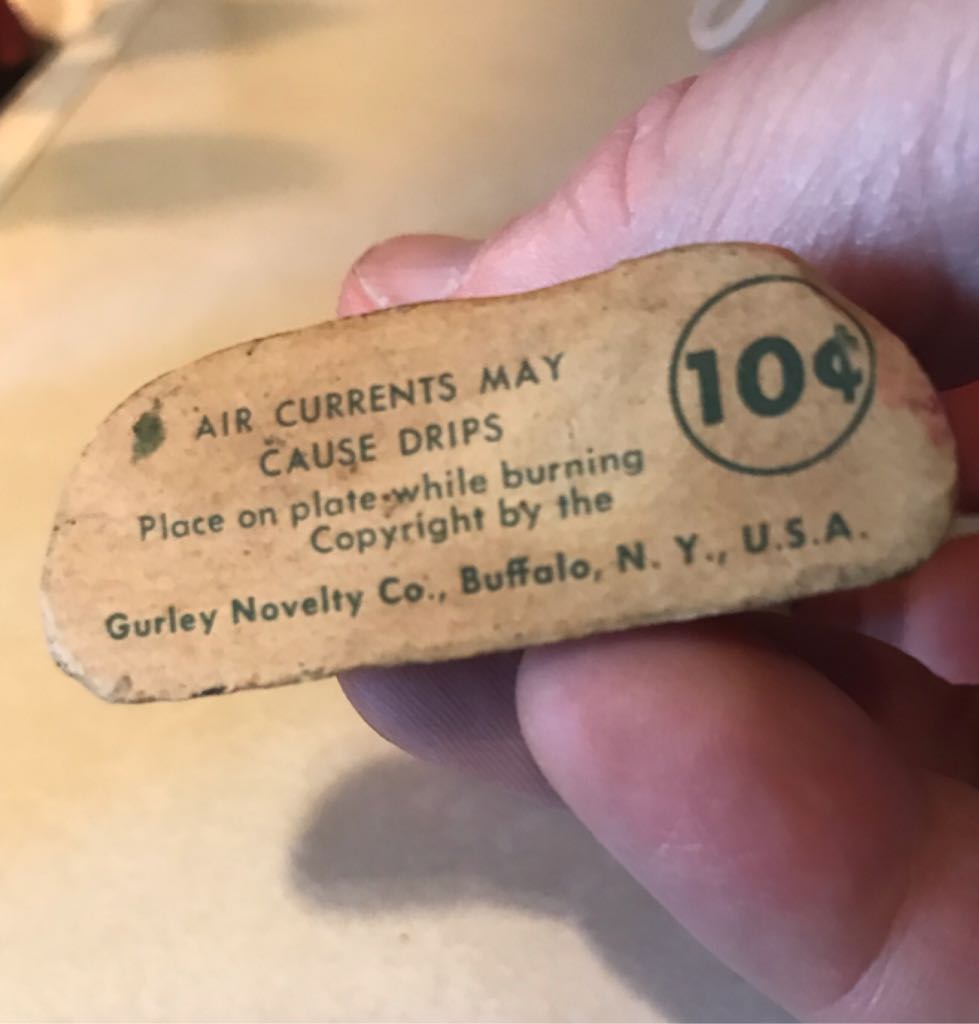 AIR CURRENTS MAY
CAUSE DRIPS
Place on plate while burning
Copyright by the
Gurley Novelty Co., Buffalo, N. Y., U.S.A.
10¢